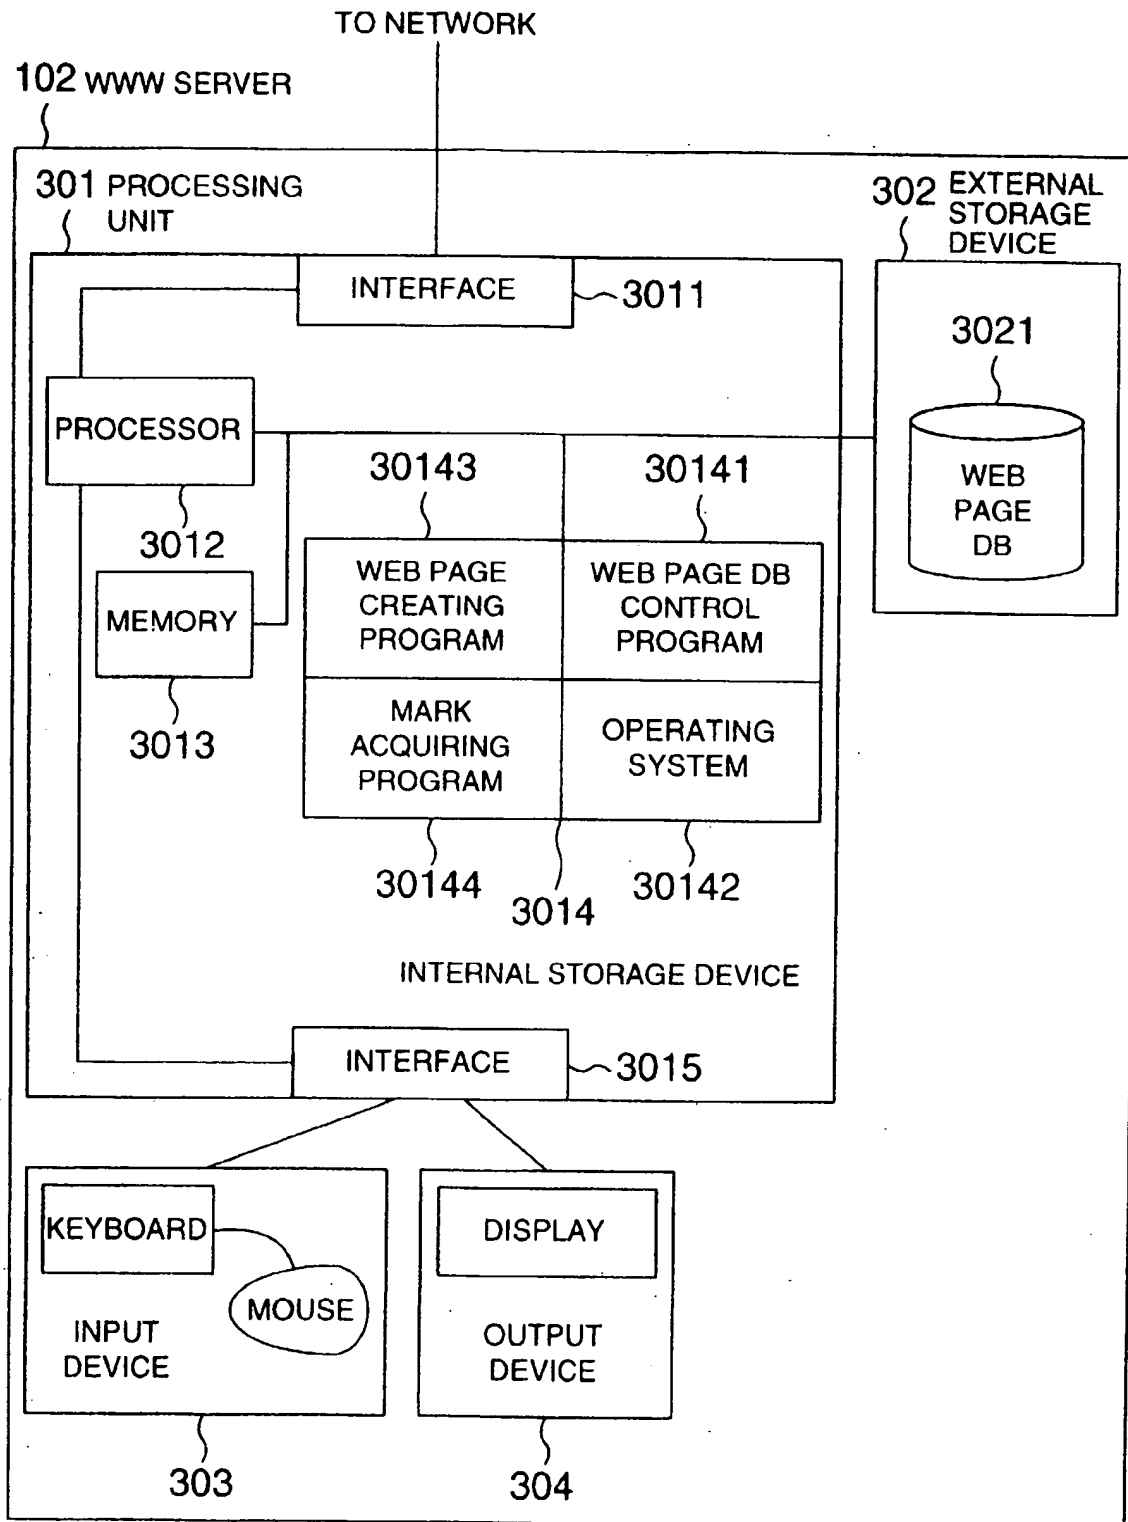 TO NETWORK
102 WWW SERVER
301 PROCESSING
UNIT
302 EXTERNAL
STORAGE
DEVICE
INTERFACE
3011
3021
PROCESSOR
3012
WEB
PAGE
DB
30143
30141
MEMORY
3013
WEB PAGE
CREATING
PROGRAM
WEB PAGE DB
CONTROL
PROGRAM
MARK
ACQUIRING
PROGRAM
OPERATING
SYSTEM
30144
3014
30142
INTERNAL STORAGE DEVICE
INTERFACE
3015
KEYBOARD
MOUSE
INPUT
DEVICE
DISPLAY
OUTPUT
DEVICE
303
304